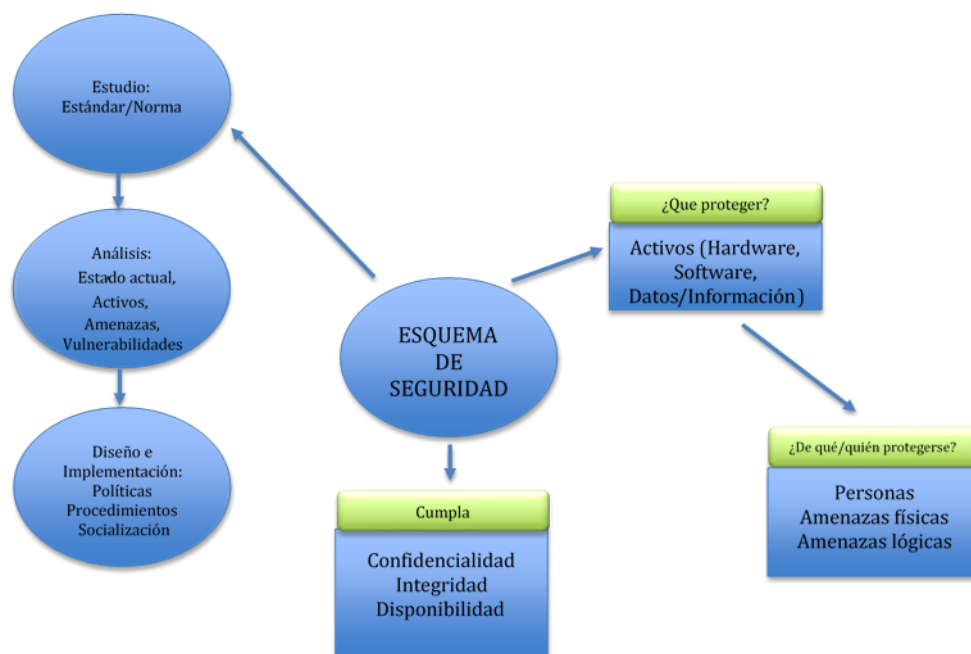 Estudio:
Estándar/Norma
Análisis:
Estado actual,
Activos,
Amenazas,
Vulnerabilidades
Diseño e
Implementación:
Políticas
Procedimientos
Socialización
ESQUEMA
DE
SEGURIDAD
Cumpla
Confidencialidad
Integridad
Disponibilidad
¿Que proteger?
Activos (Hardware,
Software,
Datos/Información)
¿De qué/quién protegerse?
Personas
Amenazas físicas
Amenazas lógicas